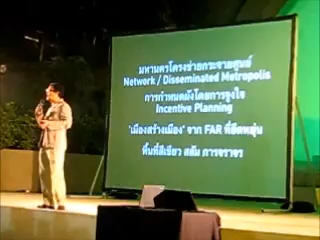 มหานครโครงข่ายกระจายศูนย์
Network / Disseminated Metropolis
การกำหนดผังโดยการจูงใจ
Incentive Planning
'เมืองสร้างเมือง' จาก FAR ที่ยืดหยุ่น
พื้นที่สีเขียว สลัม การจราจร